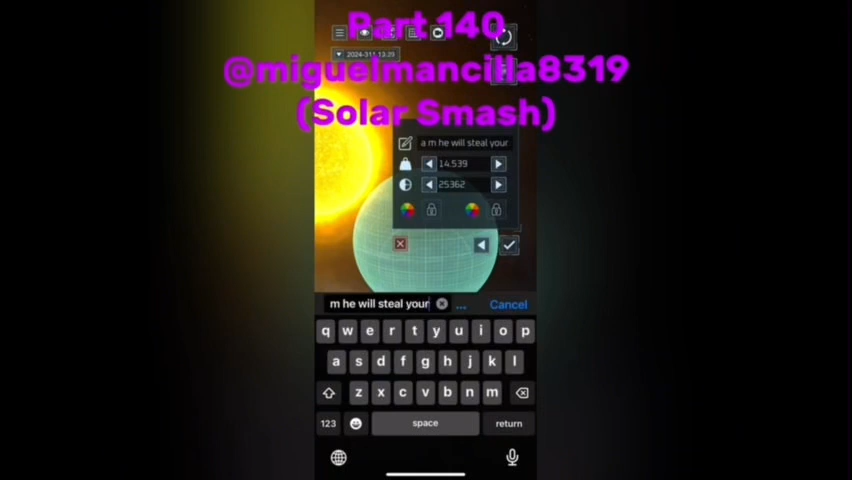 Part 140
@miguelmancilla8319
(Solar Smash)
a m he will steal your
14.539
25362
m he will steal your
... Cancel
q w e r t y u i o p
a s d f g h j k l
z x c v b n m
123 space return